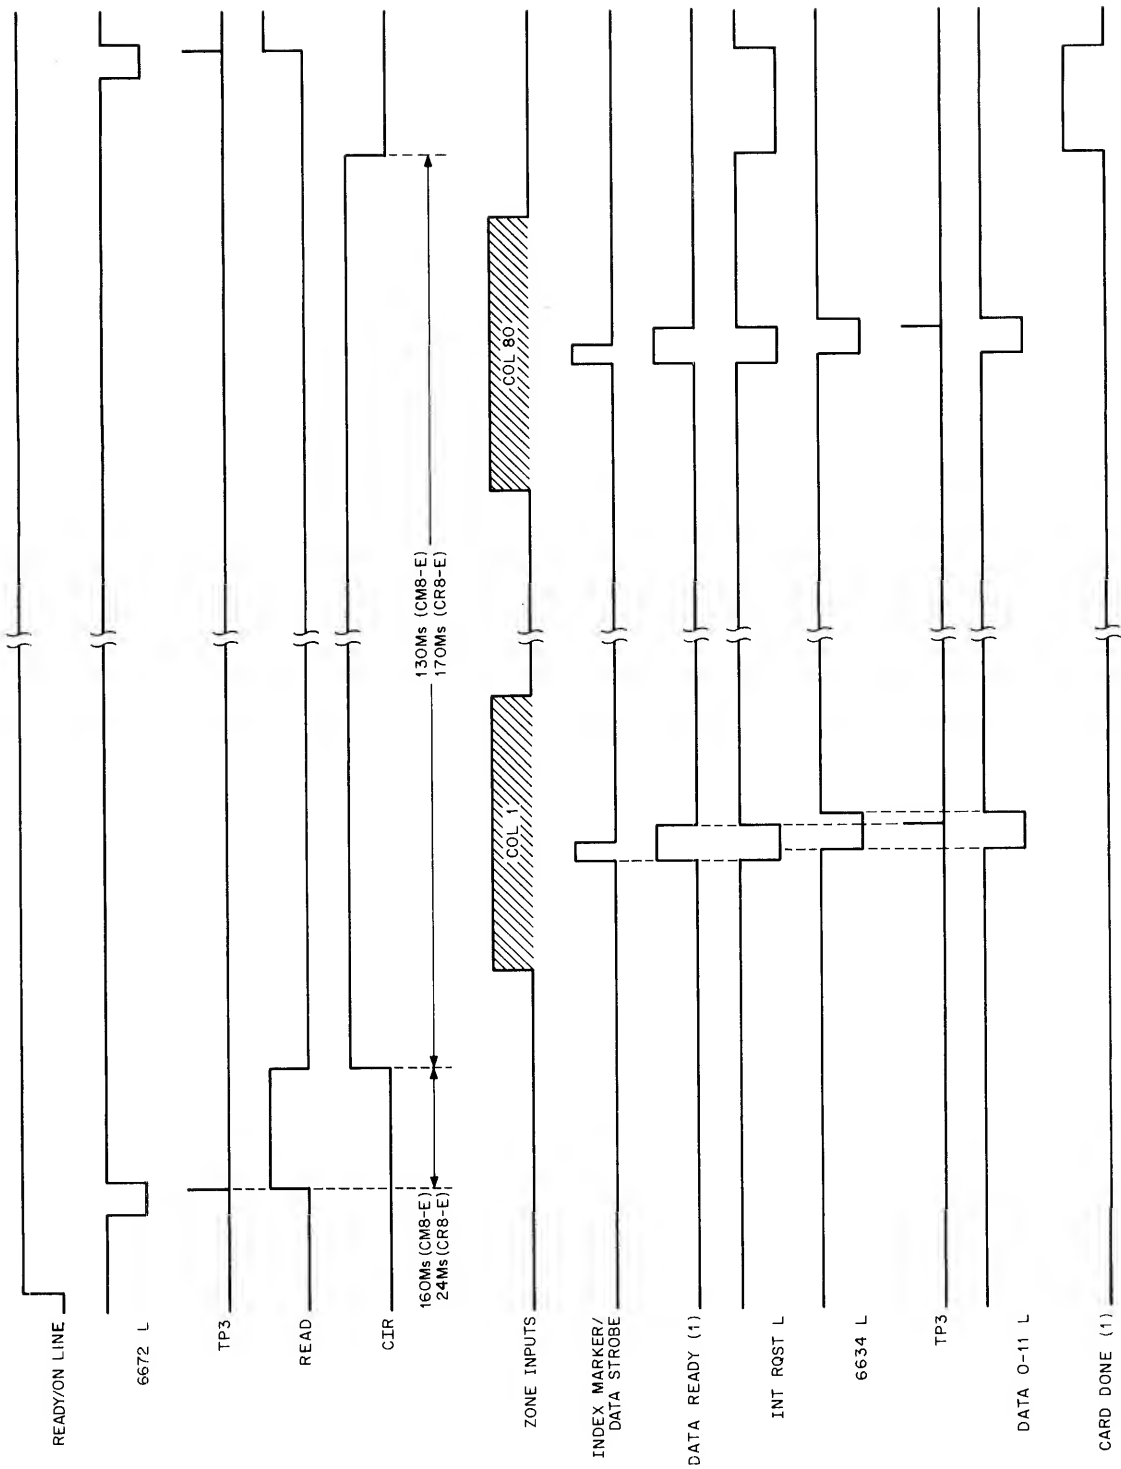 READY/ON LINE
6672 L
TP3
READ
CIR
160Ms (CM8-E)
24Ms (CR8-E)
130Ms (CM8-E)
170Ms (CR8-E)
ZONE INPUTS
COL 1
COL 80
INDEX MARKER/
DATA STROBE
DATA READY (1)
INT RQST L
6634 L
TP3
DATA 0-11 L
CARD DONE (1)